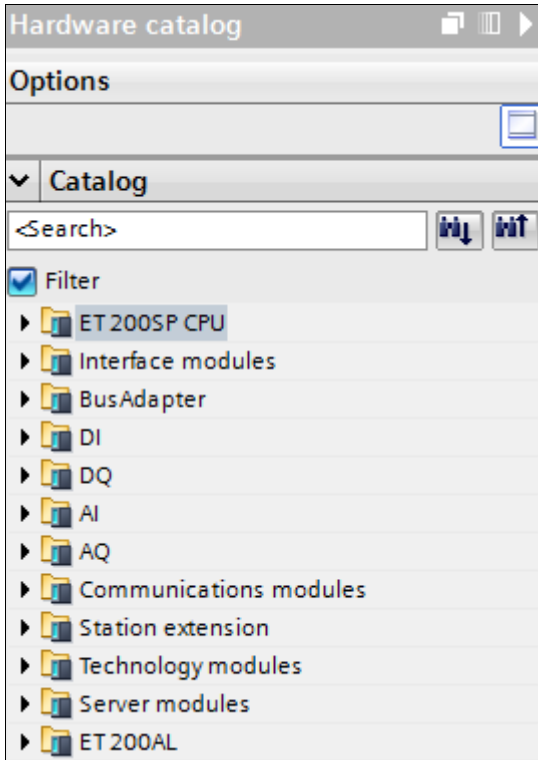 Hardware catalog
Options
Catalog
<Search>
Filter
ET 200SP CPU
Interface modules
BusAdapter
DI
DQ
AI
AQ
Communications modules
Station extension
Technology modules
Server modules
ET 200AL